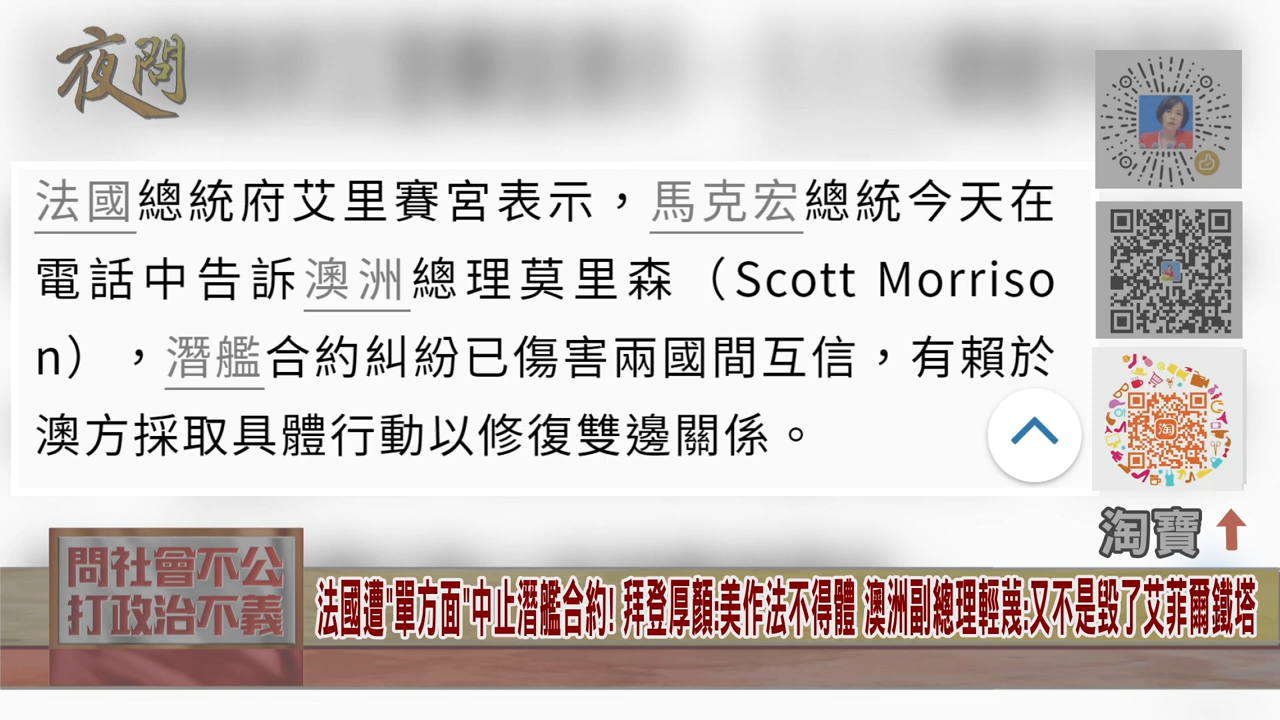 夜問
法國總統府艾里賽宮表示，馬克宏總統今天在
電話中告訴澳洲總理莫里森（Scott Morriso
n），潛艦合約糾紛已傷害兩國間互信，有賴於
澳方採取具體行動以修復雙邊關係。
淘
淘寶
問社會不公
打政治不義
法國遭"單方面"中止潛艦合約! 拜登厚顏:美作法不得體 澳洲副總理輕蔑:又不是毀了艾菲爾鐵塔